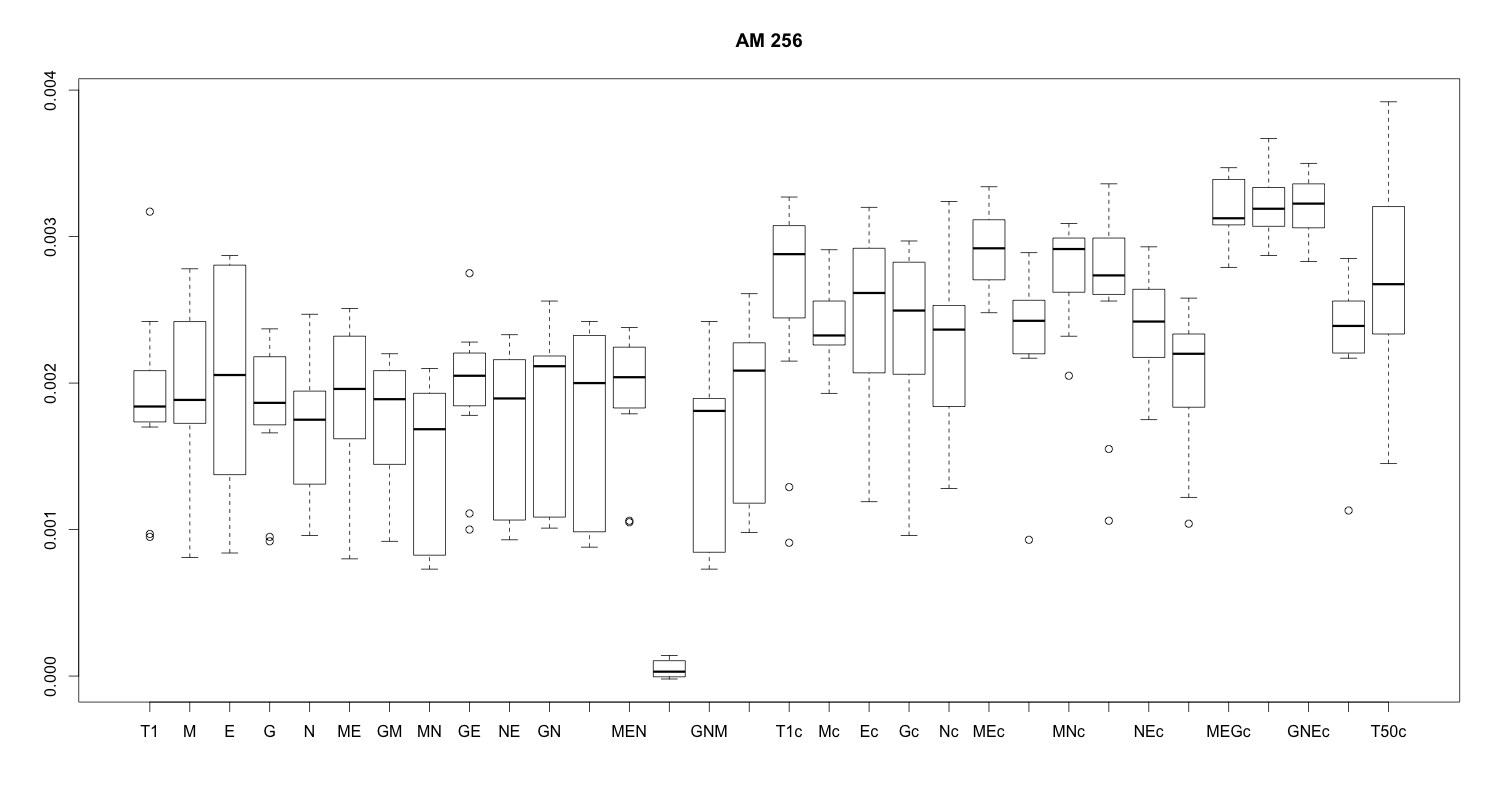 AM 256
0.004
0.003
0.002
0.001
0.000
T1 M E G N ME GM MN GE NE GN MEN GNM T1c Mc Ec Gc Nc MEc MNc NEc MEGc GNEc T50c